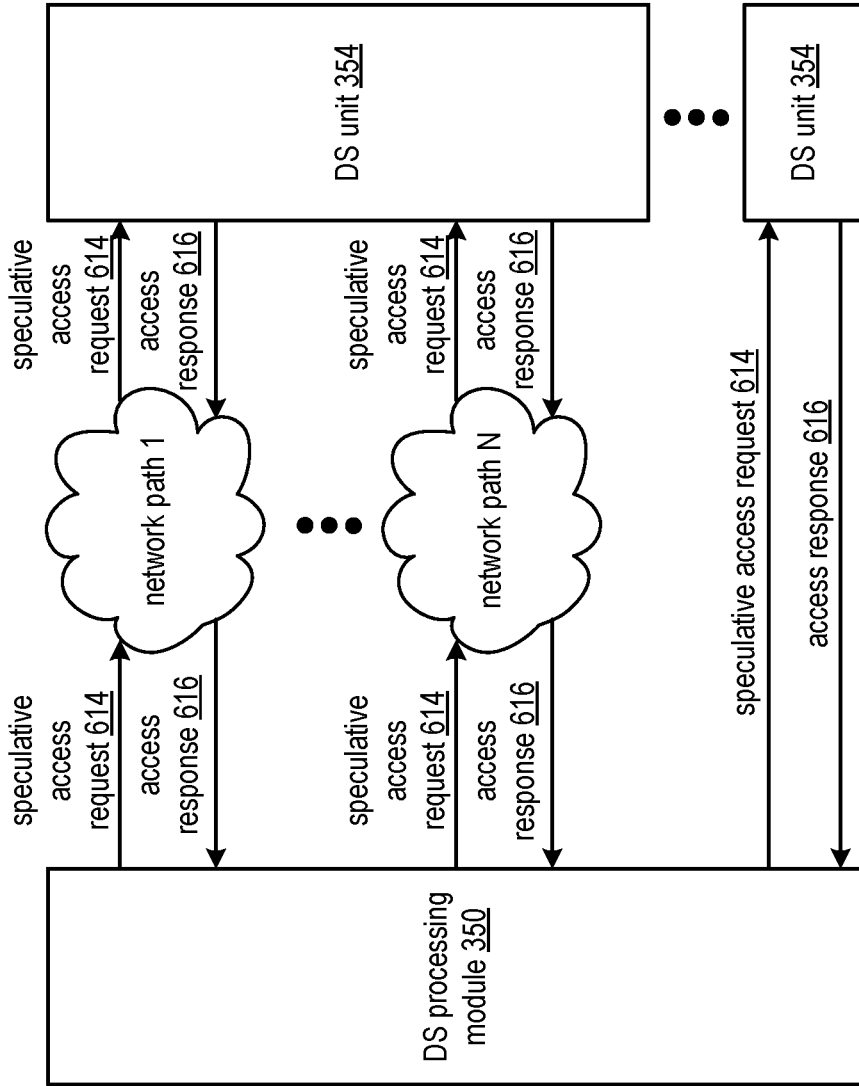 DS processing
module 350
speculative
access
request 614
access
response 616
network path 1
speculative
access
request 614
access
response 616
DS unit 354
speculative
access
request 614
access
response 616
network path N
speculative
access
request 614
access
response 616
speculative access request 614
access response 616
DS unit 354